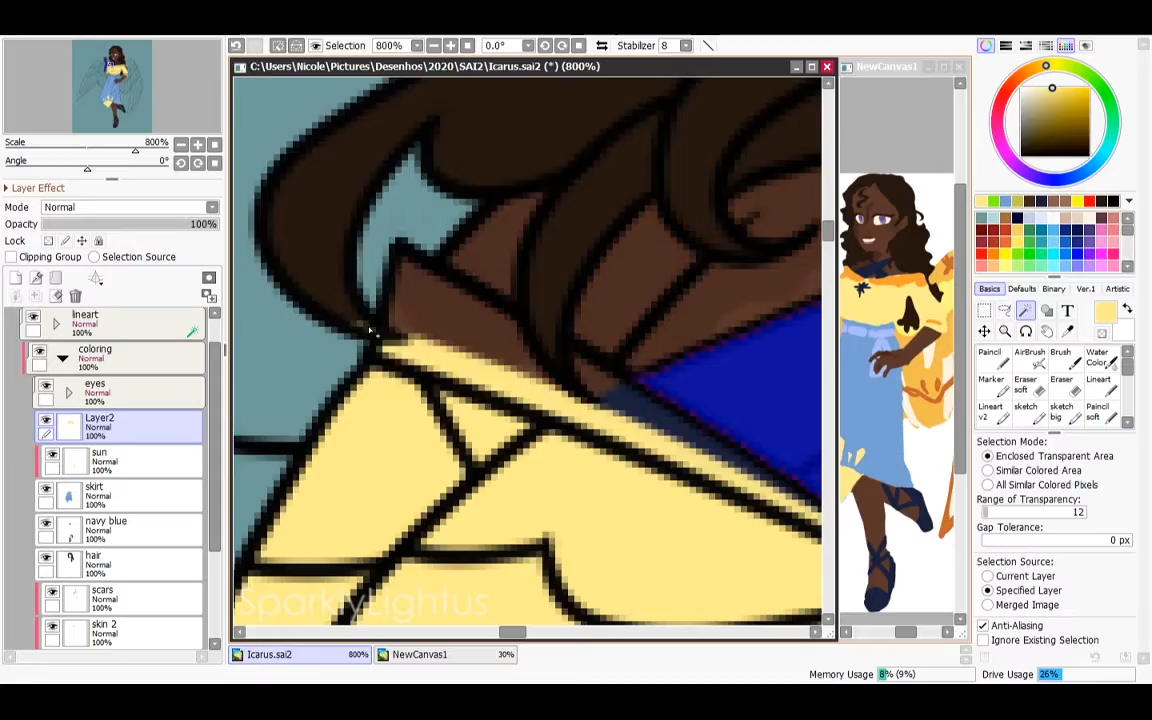 Selection 800% 0.0° Stabilizer 8
C:\Users\Nicole\Pictures\Desenhos\2020\SAI2\Icarus.sai2 (*) (800%)
NewCanvas1
Scale 800%
Angle 0°
Layer Effect
Mode Normal
Opacity 100%
Lock
Clipping Group Selection Source
lineart
Normal
100%
coloring
Normal
100%
eyes
Normal
100%
Layer2
Normal
100%
sun
Normal
100%
skirt
Normal
100%
navy blue
Normal
100%
hair
Normal
100%
scars
Normal
100%
skin 2
Normal
100%
SparklyLightus
Icarus.sai2 800% NewCanvas1 30%
Basics Defaults Binary Ver.1 Artistic
T
Paincil AirBrush Brush Water Color
Marker Eraser soft Eraser Lineart
Lineart v2 sketch sketch big Paincil soft
Selection Mode:
Enclosed Transparent Area
Similar Colored Area
All Similar Colored Pixels
Range of Transparency:
12
Gap Tolerance:
0 px
Selection Source:
Current Layer
Specified Layer
Merged Image
Anti-Aliasing
Ignore Existing Selection
Memory Usage 8% (9%) Drive Usage 26%